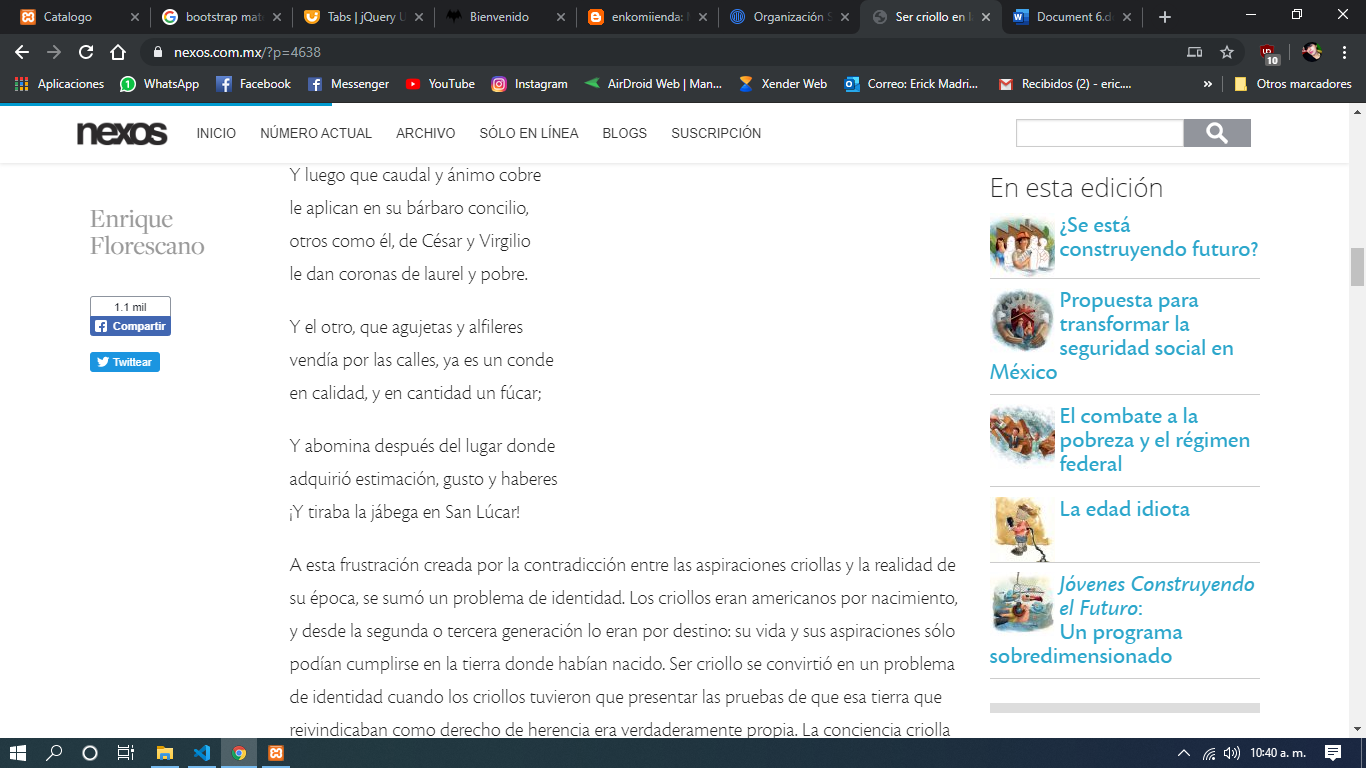 Catalogo
bootstrap mat
Tabs | jQuery U
Bienvenido
enkomiienda:
Organización S
Ser criollo en l
Document 6.d
nexos.com.mx/?p=4638
10
Aplicaciones
WhatsApp
Facebook
Messenger
YouTube
Instagram
AirDroid Web | Man...
Xender Web
Correo: Erick Madri...
Recibidos (2) - eric....
»
Otros marcadores
nexos
INICIO
NÚMERO ACTUAL
ARCHIVO
SÓLO EN LÍNEA
BLOGS
SUSCRIPCIÓN
Enrique
Florescano
1.1 mil
Compartir
Twittear
Y luego que caudal y ánimo cobre
le aplican en su bárbaro concilio,
otros como él, de César y Virgilio
le dan coronas de laurel y pobre.
Y el otro, que agujetas y alfileres
vendía por las calles, ya es un conde
en calidad, y en cantidad un fúcar;
Y abomina después del lugar donde
adquirió estimación, gusto y haberes
¡Y tiraba la jábega en San Lúcar!
A esta frustración creada por la contradicción entre las aspiraciones criollas y la realidad de
su época, se sumó un problema de identidad. Los criollos eran americanos por nacimiento,
y desde la segunda o tercera generación lo eran por destino: su vida y sus aspiraciones sólo
podían cumplirse en la tierra donde habían nacido. Ser criollo se convirtió en un problema
de identidad cuando los criollos tuvieron que presentar las pruebas de que esa tierra que
reivindicaban como derecho de herencia era verdaderamente propia. La conciencia criolla
En esta edición
¿Se está
construyendo futuro?
Propuesta para
transformar la
seguridad social en
México
El combate a la
pobreza y el régimen
federal
La edad idiota
Jóvenes Construyendo
el Futuro:
Un programa
sobredimensionado
10:40 a. m.